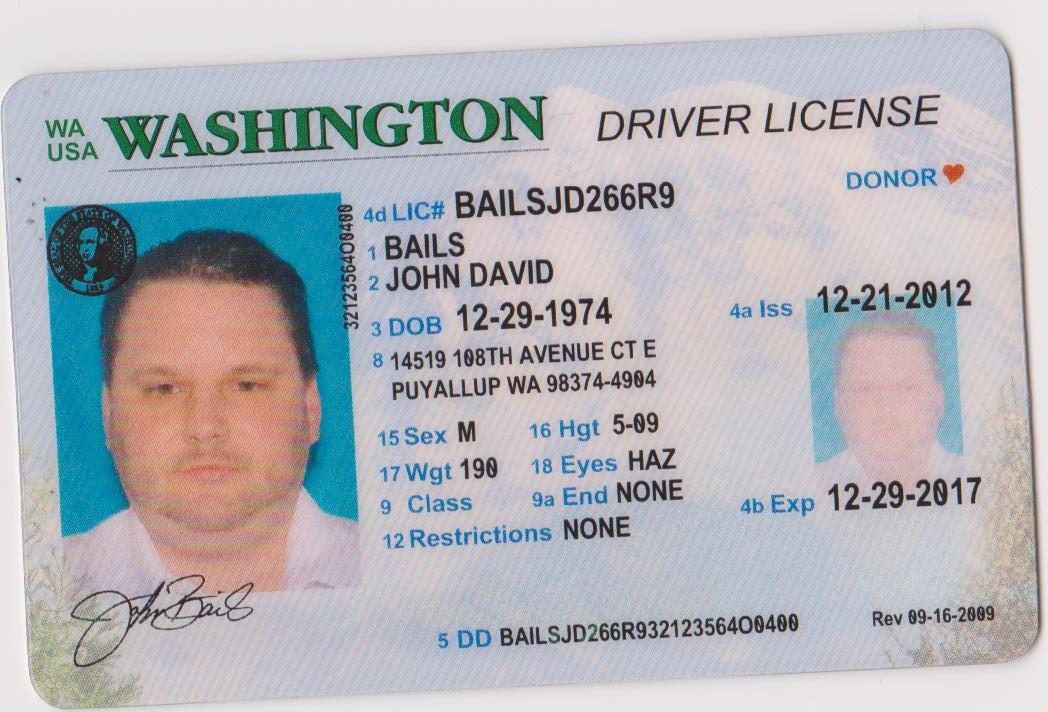 WA
USA
WASHINGTON
DRIVER LICENSE
DONOR
4d LIC# BAILSJD266R9
1 BAILS
2 JOHN DAVID
3 DOB 12-29-1974
4a Iss 12-21-2012
8 14519 108TH AVENUE CT E
PUYALLUP WA 98374-4904
15 Sex M 16 Hgt 5-09
17 Wgt 190 18 Eyes HAZ
9 Class 9a End NONE
4b Exp 12-29-2017
12 Restrictions NONE
32123564O0400
John Bails
5 DD BAILSJD266R932123564O0400
Rev 09-16-2009